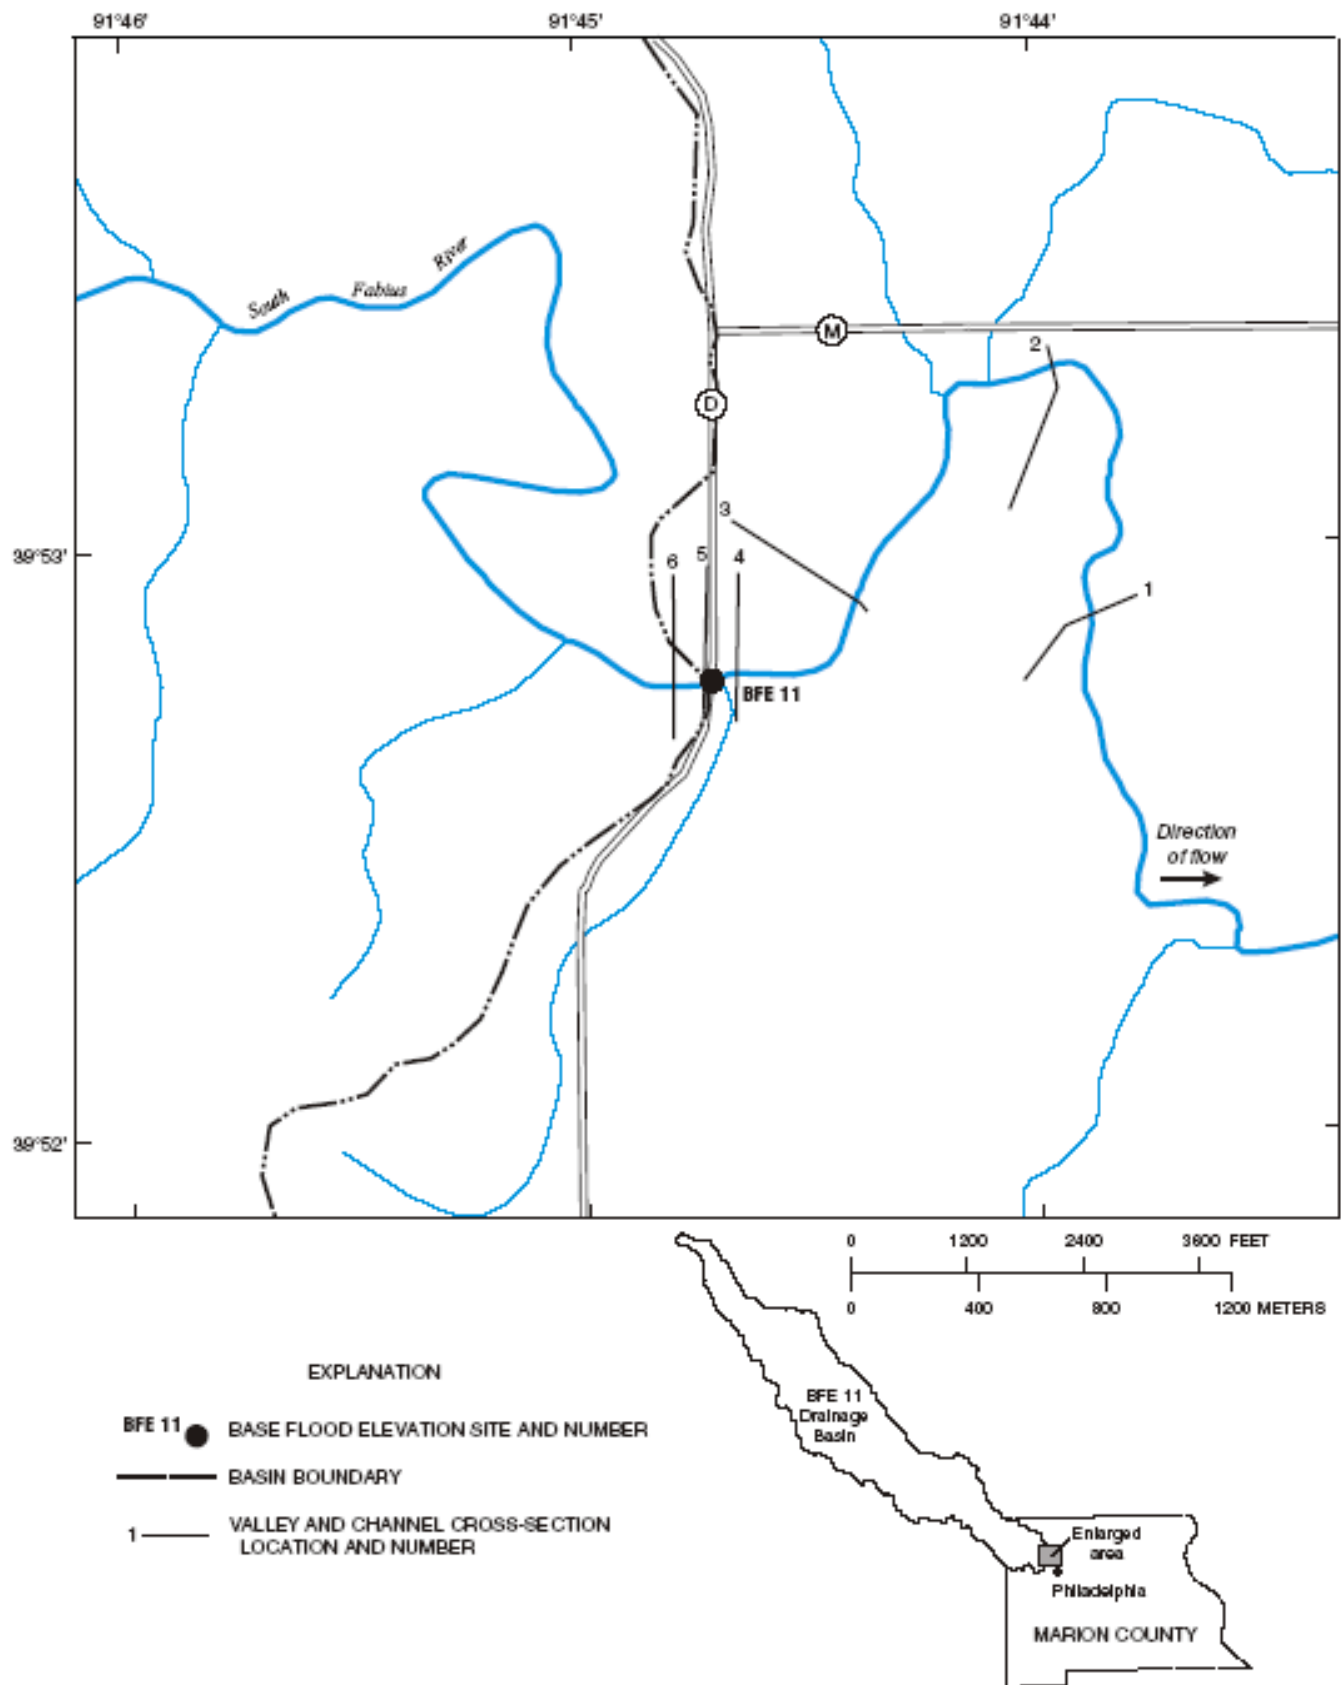 91°46'
91°45'
91°44'
South
Fabius
River
M
2
D
3
39°53'
6
5
4
1
BFE 11
Direction
of flow
39°52'
0
1200
2400
3600 FEET
0
400
800
1200 METERS
EXPLANATION
BFE 11
BASE FLOOD ELEVATION SITE AND NUMBER
BASIN BOUNDARY
1
VALLEY AND CHANNEL CROSS-SECTION
LOCATION AND NUMBER
BFE 11
Drainage
Basin
Enlarged
area
Philadelphia
MARION COUNTY